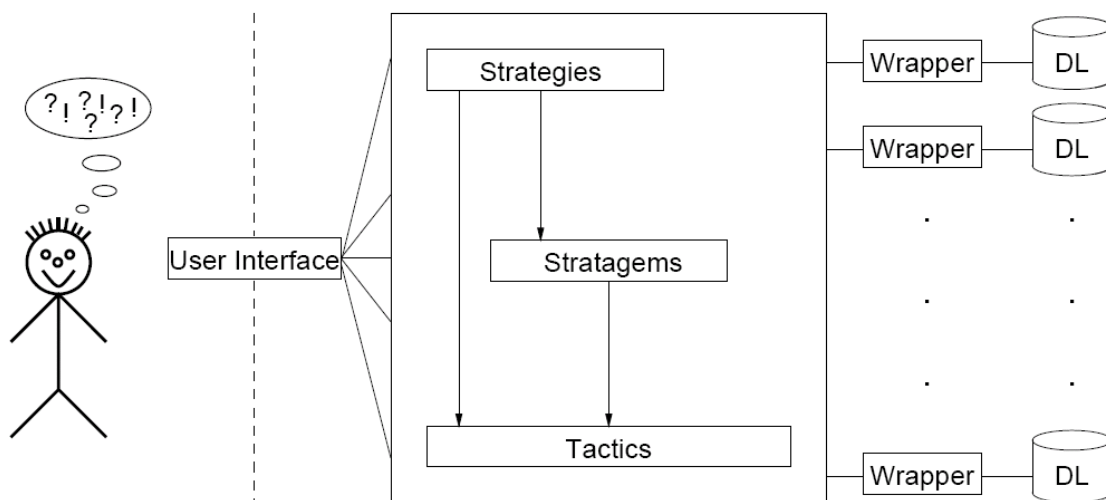 Strategies
Wrapper
DL
? ! ? ! ? !
?
Wrapper
DL
User Interface
Stratagems
Tactics
Wrapper
DL